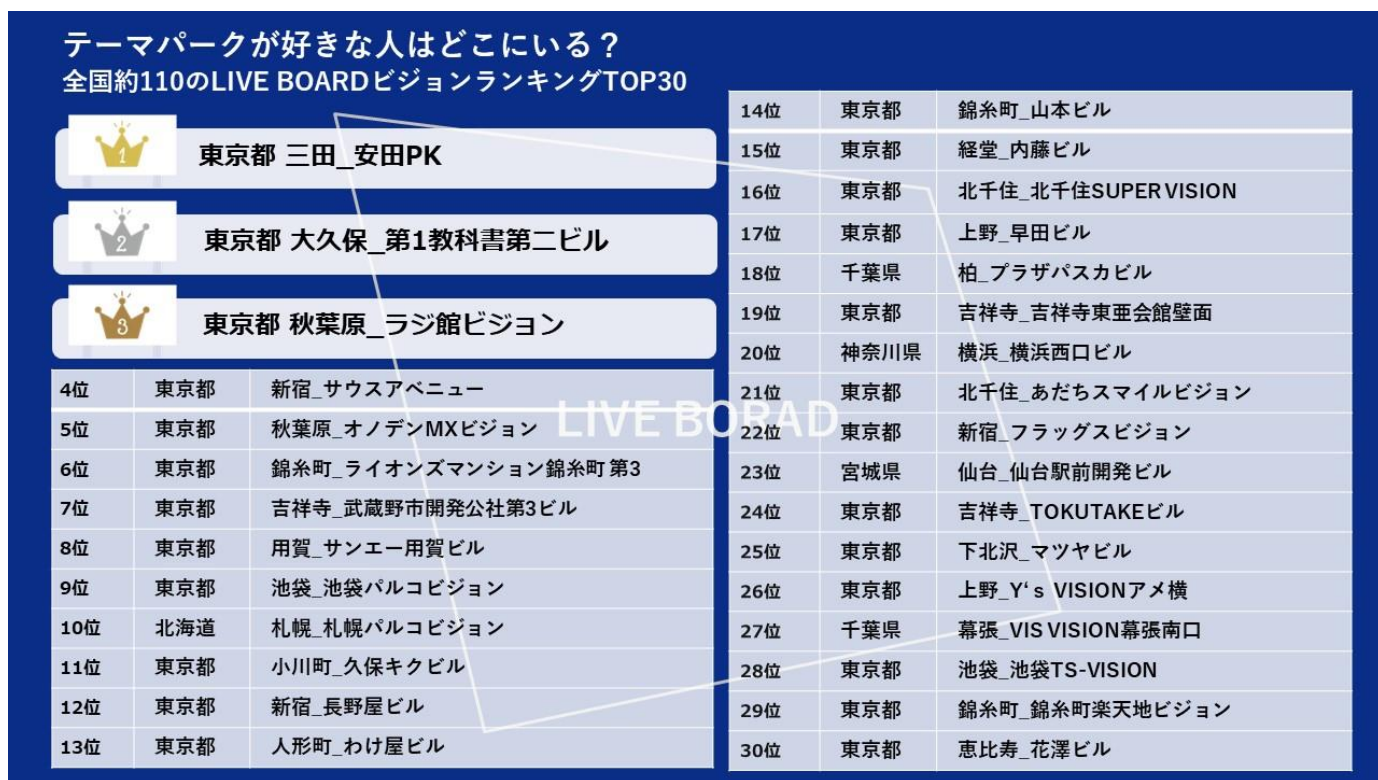 テーマパークが好きな人はどこにいる？
全国約110のLIVE BOARDビジョンランキングTOP30
1 東京都 三田_安田PK
2 東京都 大久保_第1教科書第二ビル
3 東京都 秋葉原_ラジ館ビジョン
4位 東京都 新宿_サウスアベニュー
5位 東京都 秋葉原_オノデンMXビジョン
6位 東京都 錦糸町_ライオンズマンション錦糸町第3
7位 東京都 吉祥寺_武蔵野市開発公社第3ビル
8位 東京都 用賀_サンエー用賀ビル
9位 東京都 池袋_池袋パルコビジョン
10位 北海道 札幌_札幌パルコビジョン
11位 東京都 小川町_久保キクビル
12位 東京都 新宿_長野屋ビル
13位 東京都 人形町_わけ屋ビル
14位 東京都 錦糸町_山本ビル
15位 東京都 経堂_内藤ビル
16位 東京都 北千住_北千住SUPER VISION
17位 東京都 上野_早田ビル
18位 千葉県 柏_プラザパスカビル
19位 東京都 吉祥寺_吉祥寺東亜会館壁面
20位 神奈川県 横浜_横浜西口ビル
21位 東京都 北千住_あだちスマイルビジョン
22位 東京都 新宿_フラッグスビジョン
23位 宮城県 仙台_仙台駅前開発ビル
24位 東京都 吉祥寺_TOKUTAKEビル
25位 東京都 下北沢_マツヤビル
26位 東京都 上野_Y‘s VISIONアメ横
27位 千葉県 幕張_VIS VISION幕張南口
28位 東京都 池袋_池袋TS-VISION
29位 東京都 錦糸町_錦糸町楽天地ビジョン
30位 東京都 恵比寿_花澤ビル
LIVE BORAD